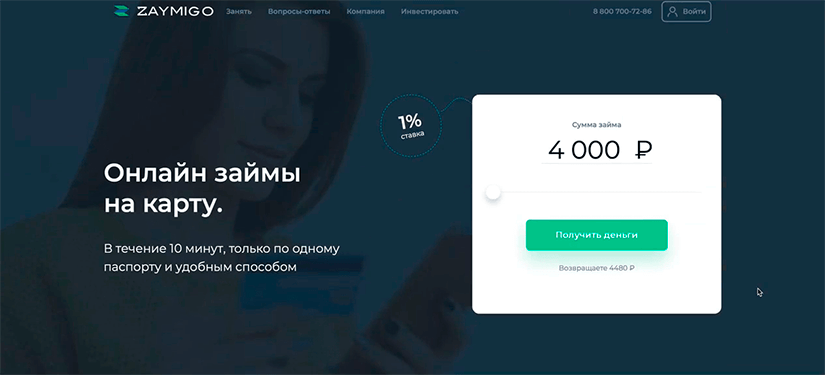 ZAYMIGO
Занять Вопросы-ответы Компания Инвестировать
8 800 700-72-86
Войти
1%
ставка
Онлайн займы
на карту.
В течение 10 минут, только по одному
паспорту и удобным способом
Сумма займа
4 000 ₽
Получить деньги
Возвращаете 4480 ₽